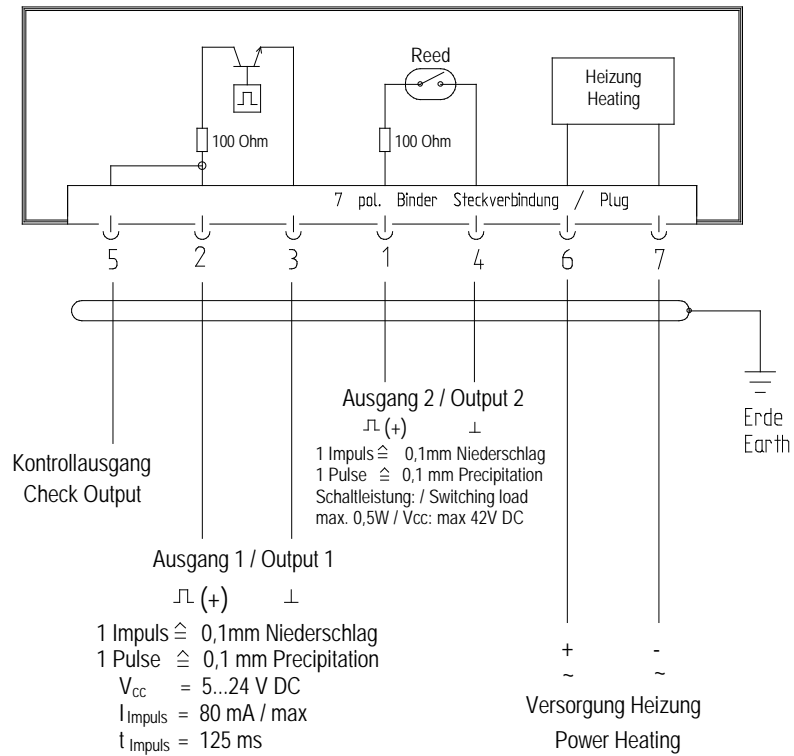 Reed
Heizung
Heating
100 Ohm
100 Ohm
7 pol. Binder Steckverbindung / Plug
5 2 3 1 4 6 7
Erde
Earth
Ausgang 2 / Output 2
⎍ (+) ⊥
1 Impuls ≙ 0,1mm Niederschlag
1 Pulse ≙ 0,1 mm Precipitation
Schaltleistung: / Switching load
max. 0,5W / Vcc: max 42V DC
Kontrollausgang
Check Output
Ausgang 1 / Output 1
⎍ (+) ⊥
1 Impuls ≙ 0,1mm Niederschlag
1 Pulse ≙ 0,1 mm Precipitation
Vcc = 5...24 V DC
I Impuls = 80 mA / max
t Impuls = 125 ms
+ -
~ ~
Versorgung Heizung
Power Heating